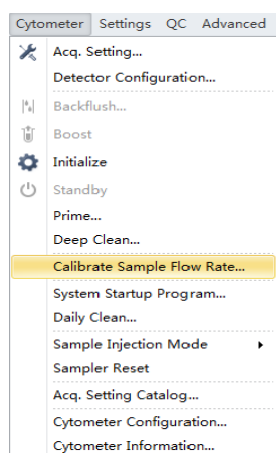 Cytometer Settings QC Advanced
Acq. Setting...
Detector Configuration...
Backflush...
Boost
Initialize
Standby
Prime...
Deep Clean...
Calibrate Sample Flow Rate...
System Startup Program...
Daily Clean...
Sample Injection Mode
Sampler Reset
Acq. Setting Catalog...
Cytometer Configuration...
Cytometer Information...